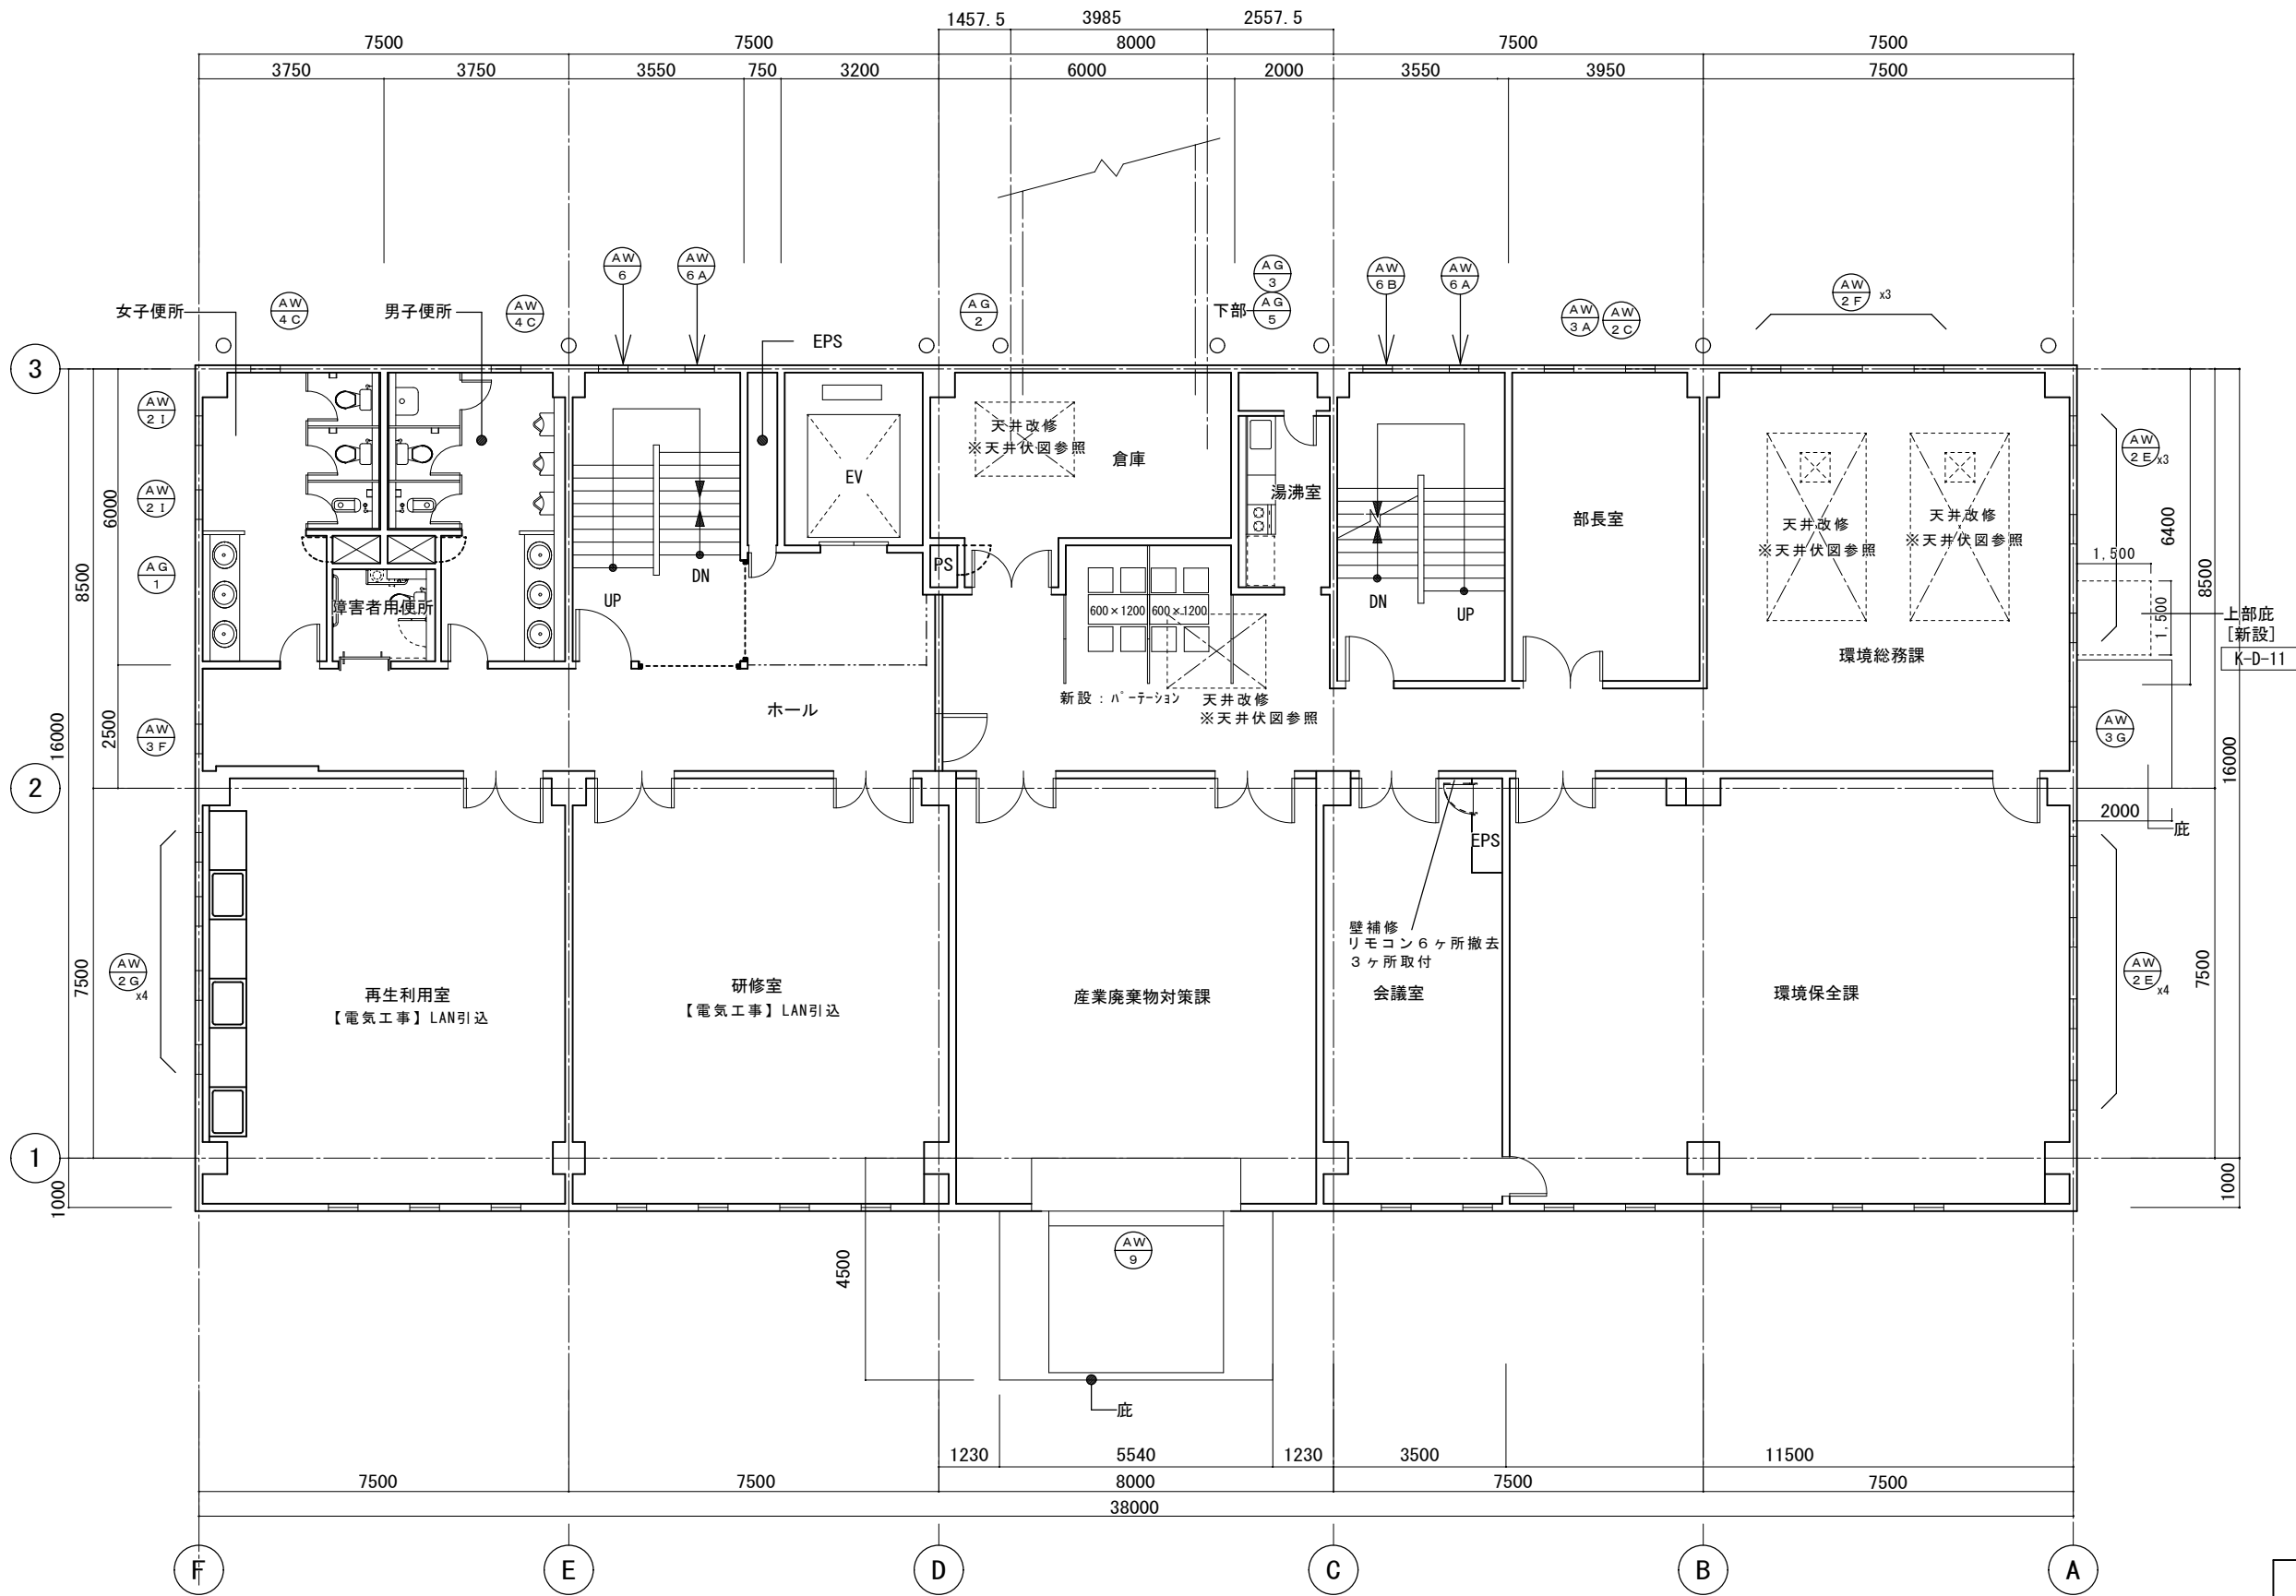 1457.5 3985 2557.5
7500 7500 8000 7500 7500
3750 3750 3550 750 3200 6000 2000 3550 3950 7500
女子便所
AW 4C
男子便所
AW 4C
AW 6
AW 6A
EPS
AG 2
AG 3
下部 AG 5
AW 6B
AW 6A
AW 3A
AW 2C
AW 2F x3
3
AW 2I
AW 2I
AG 1
AW 3F
6000
8500
2500
16000
障害者用便所
UP
DN
EV
PS
天井改修
※天井伏図参照
倉庫
湯沸室
600×1200 600×1200
新設：パーテーション
天井改修
※天井伏図参照
DN
UP
部長室
天井改修
※天井伏図参照
天井改修
※天井伏図参照
環境総務課
ホール
AW 2E x3
1,500
1,500
6400
8500
上部庇
[新設]
K-D-11
AW 3G
16000
2000
庇
2
AW 2G x4
7500
再生利用室
【電気工事】LAN引込
研修室
【電気工事】LAN引込
産業廃棄物対策課
EPS
壁補修
リモコン６ヶ所撤去
３ヶ所取付
会議室
環境保全課
AW 2E x4
7500
1
1000
1000
4500
AW 9
庇
1230 5540 1230 3500 11500
7500 7500 8000 7500 7500
38000
F E D C B A